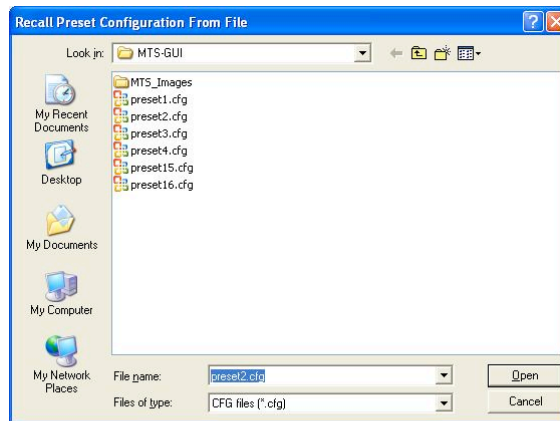 Recall Preset Configuration From File
Look in: MTS-GUI
My Recent
Documents
Desktop
My Documents
My Computer
My Network
Places
MTS_Images
preset1.cfg
preset2.cfg
preset3.cfg
preset4.cfg
preset15.cfg
preset16.cfg
File name: preset2.cfg Open
Files of type: CFG files (*.cfg) Cancel